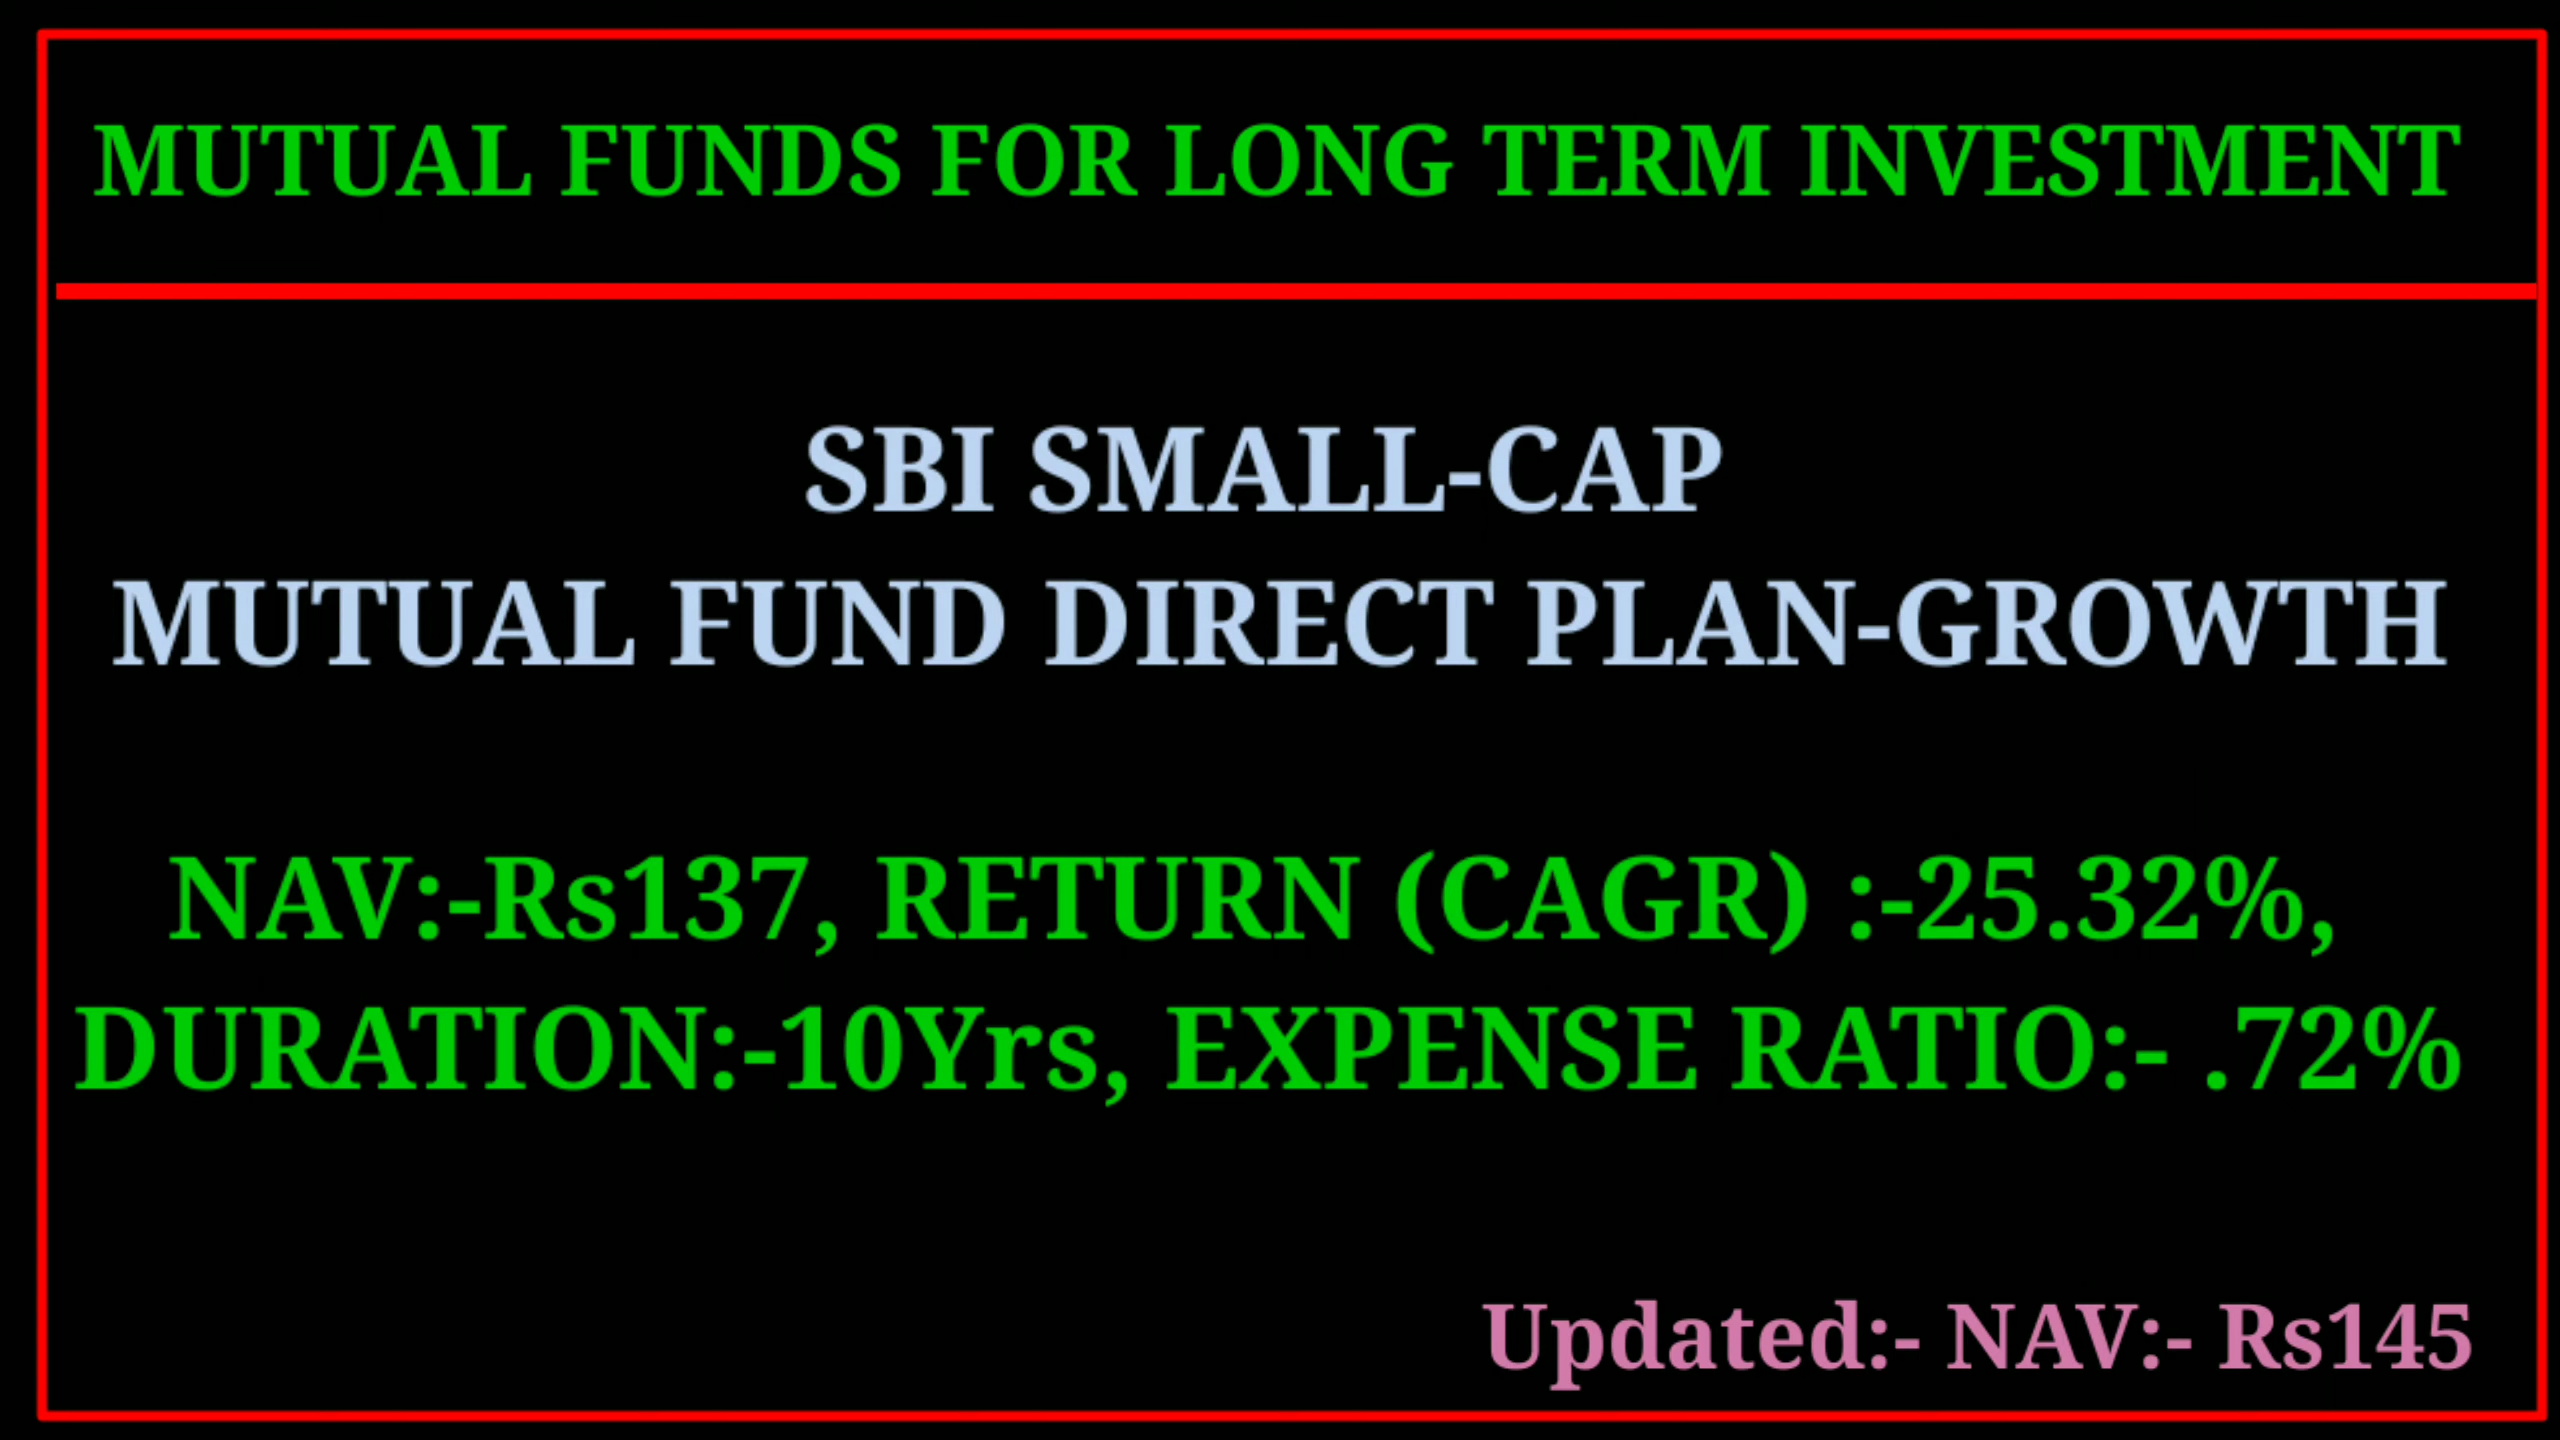 MUTUAL FUNDS FOR LONG TERM INVESTMENT
SBI SMALL-CAP
MUTUAL FUND DIRECT PLAN-GROWTH
NAV:-Rs137, RETURN (CAGR) :-25.32%,
DURATION:-10Yrs, EXPENSE RATIO:- .72%
Updated:- NAV:- Rs145